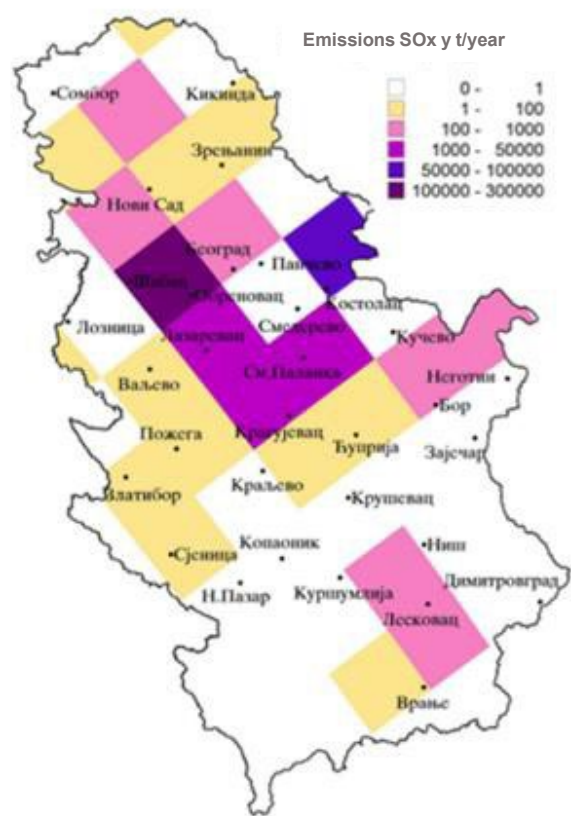 Emissions SOx y t/year
0 - 1
1 - 100
100 - 1000
1000 - 50000
50000 - 100000
100000 - 300000
Сомбор
Кикинда
Зрењанин
Нови Сад
Београд
Панчево
Шабац
Обреновац
Костолац
Смедерево
Лозница
Лазаревац
Кучево
См.Паланка
Ваљево
Неготин
Бор
Крагујевац
Пожега
Ћуприја
Зајечар
Златибор
Краљево
Крушевац
Копаоник
Ниш
Сјеница
Н.Пазар
Куршумлија
Димитровград
Лесковац
Врање